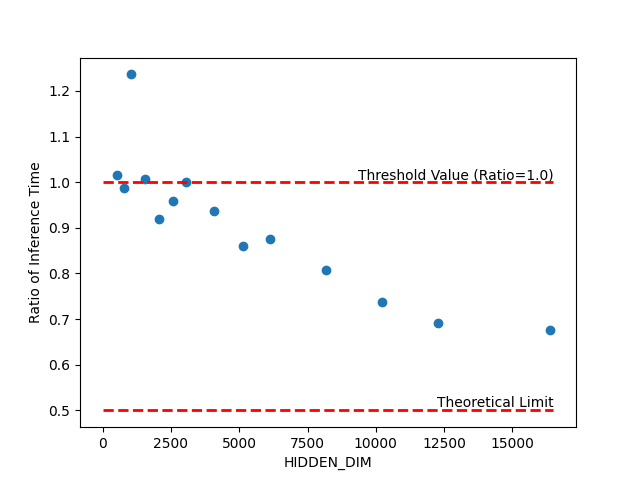 1.2
1.1
Threshold Value (Ratio=1.0)
1.0
0.9
0.8
0.7
0.6
Theoretical Limit
0.5
Ratio of Inference Time
0 2500 5000 7500 10000 12500 15000
HIDDEN_DIM